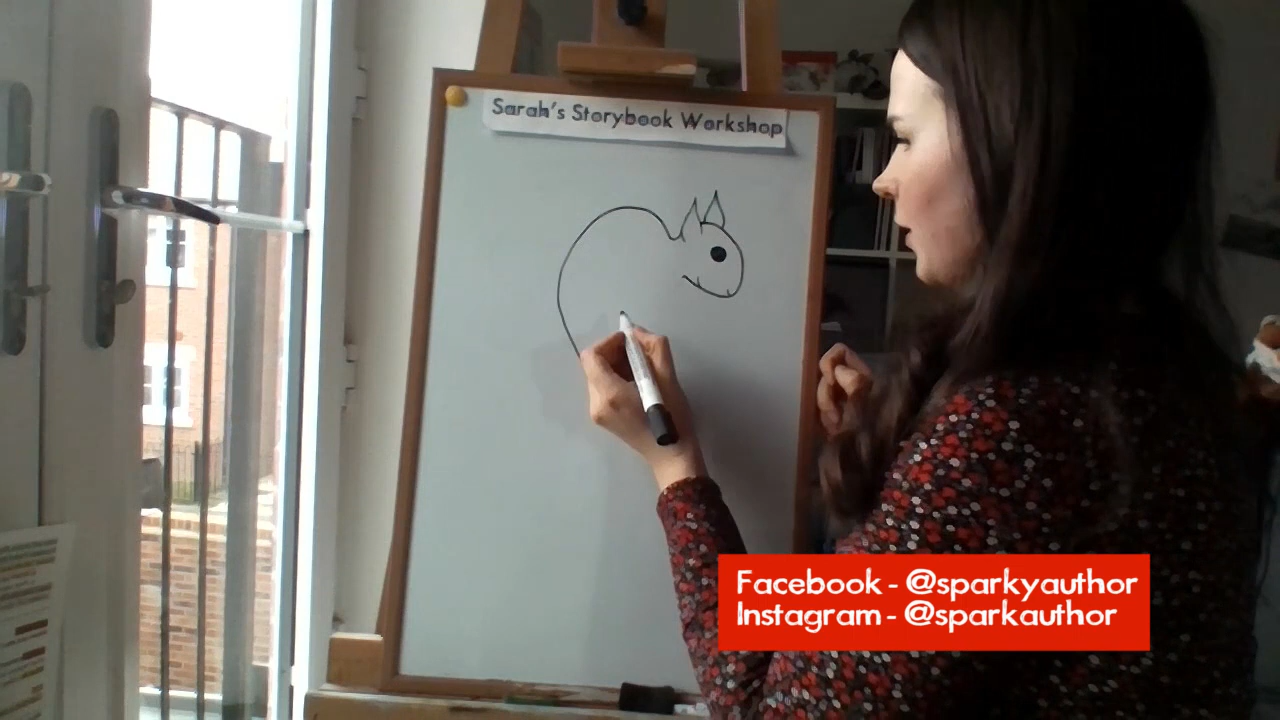 Sarah's Storybook Workshop
Facebook - @sparkyauthor
Instagram - @sparkauthor